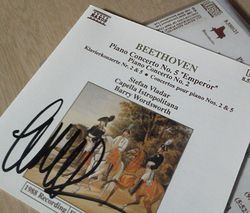 NAXOS
BEETHOVEN
Piano Concerto No. 5 "Emperor"
Piano Concerto No. 2
Klavierkonzerte Nr. 2 & 5 • Concertos pour piano Nos. 2 & 5
Stefan Vladar
Capella Istropolitana
Barry Wordsworth
1988 Recording